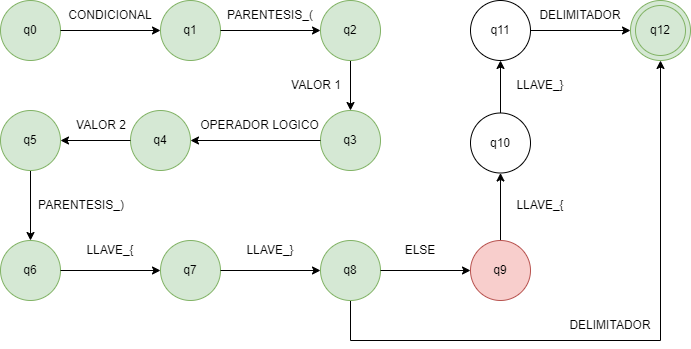 q0
CONDICIONAL
q1
PARENTESIS_(
q2
VALOR 1
q3
OPERADOR LOGICO
q4
VALOR 2
q5
PARENTESIS_)
q6
LLAVE_{
q7
LLAVE_}
q8
ELSE
q9
LLAVE_{
q10
LLAVE_}
q11
DELIMITADOR
q12
DELIMITADOR